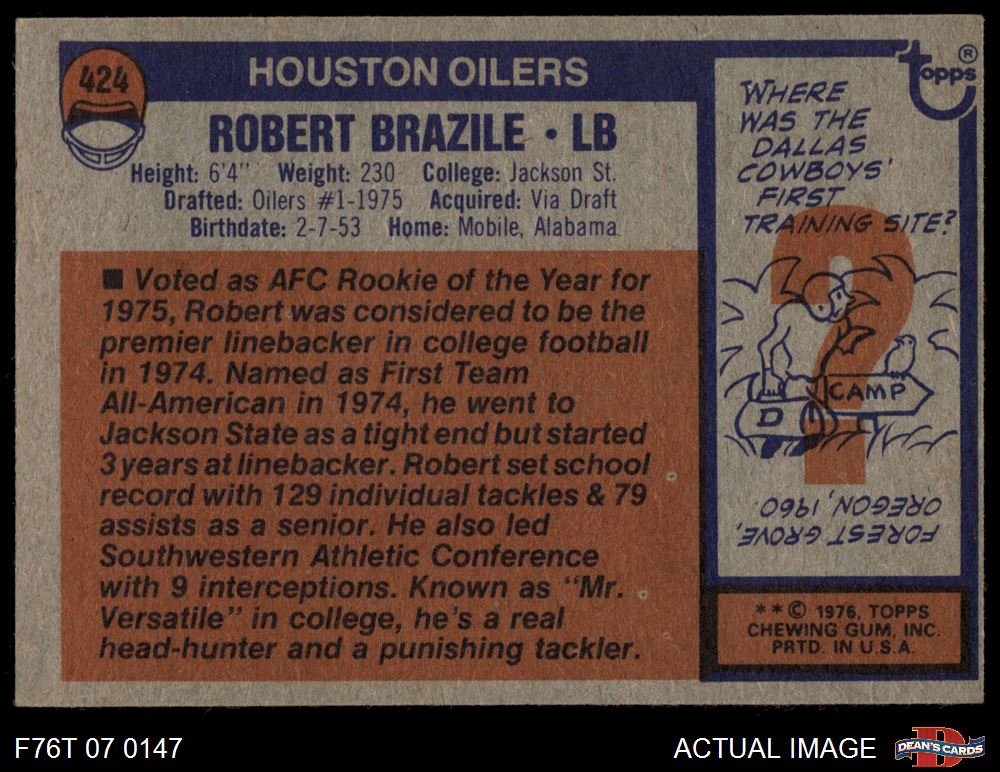 424
HOUSTON OILERS
ROBERT BRAZILE • LB
Height: 6'4" Weight: 230 College: Jackson St.
Drafted: Oilers #1-1975 Acquired: Via Draft
Birthdate: 2-7-53 Home: Mobile, Alabama
■ Voted as AFC Rookie of the Year for
1975, Robert was considered to be the
premier linebacker in college football
in 1974. Named as First Team
All-American in 1974, he went to
Jackson State as a tight end but started
3 years at linebacker. Robert set school
record with 129 individual tackles & 79
assists as a senior. He also led
Southwestern Athletic Conference
with 9 interceptions. Known as "Mr.
Versatile" in college, he's a real
head-hunter and a punishing tackler.
topps ®
WHERE
WAS THE
DALLAS
COWBOYS'
FIRST
TRAINING SITE?
?
CAMP
D
FOREST GROVE,
OREGON, 1960.
* * © 1976, TOPPS
CHEWING GUM, INC.
PRTD. IN U.S.A.
F76T 07 0147
ACTUAL IMAGE
D
DEAN'S CARDS